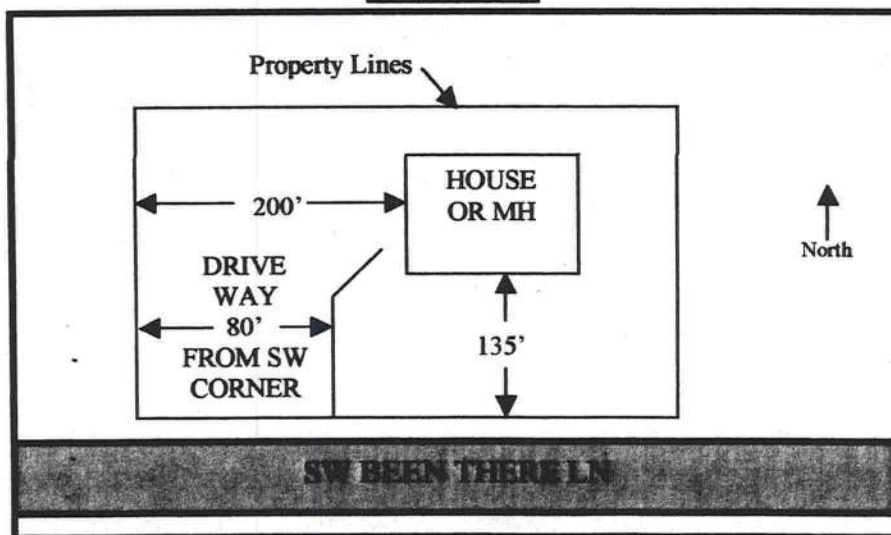 Property Lines
HOUSE
OR MH
200'
North
DRIVE
WAY
80'
FROM SW
CORNER
135'
SW BEEN THERE LN